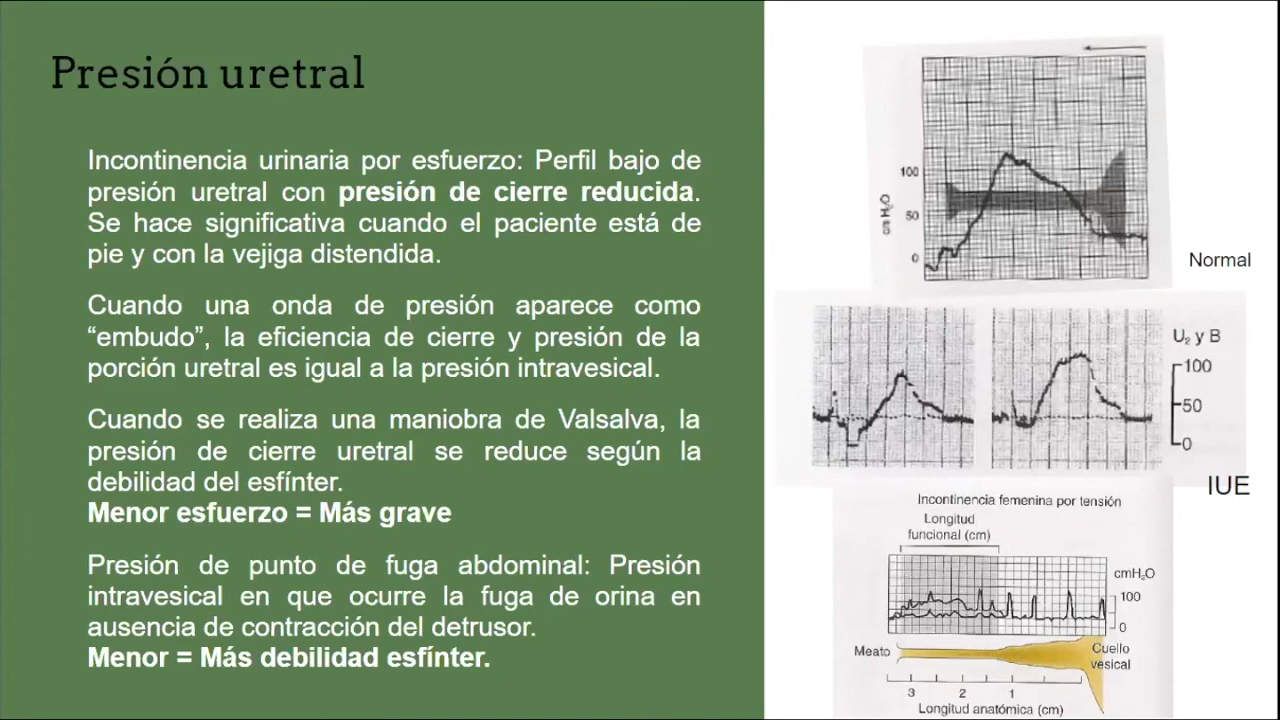 Presión uretral
Incontinencia urinaria por esfuerzo: Perfil bajo de
presión uretral con presión de cierre reducida.
Se hace significativa cuando el paciente está de
pie y con la vejiga distendida.
Cuando una onda de presión aparece como
“embudo”, la eficiencia de cierre y presión de la
porción uretral es igual a la presión intravesical.
Cuando se realiza una maniobra de Valsalva, la
presión de cierre uretral se reduce según la
debilidad del esfínter.
Menor esfuerzo = Más grave
Presión de punto de fuga abdominal: Presión
intravesical en que ocurre la fuga de orina en
ausencia de contracción del detrusor.
Menor = Más debilidad esfínter.
100
50
0
cm H₂O
Normal
U₂ y B
100
50
0
IUE
Incontinencia femenina por tensión
Longitud
funcional (cm)
cmH₂O
100
0
Meato
Cuello
vesical
3 2 1
Longitud anatómica (cm)